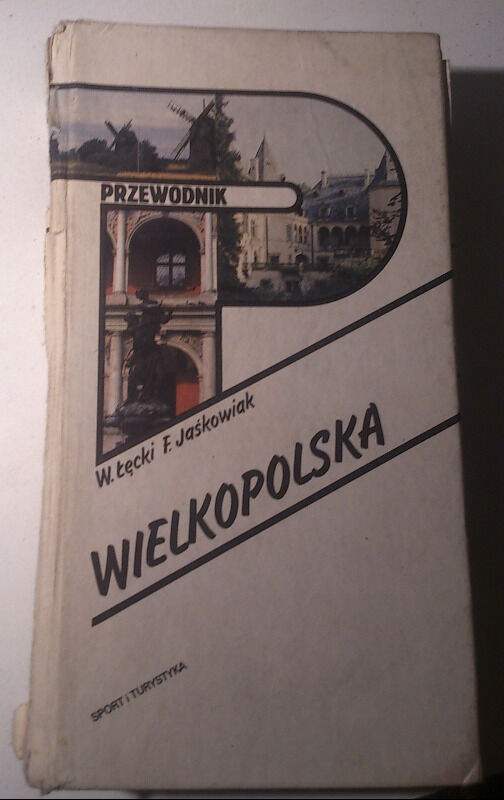 PRZEWODNIK
W. Łęcki F. Jaśkowiak
WIELKOPOLSKA
SPORT i TURYSTYKA